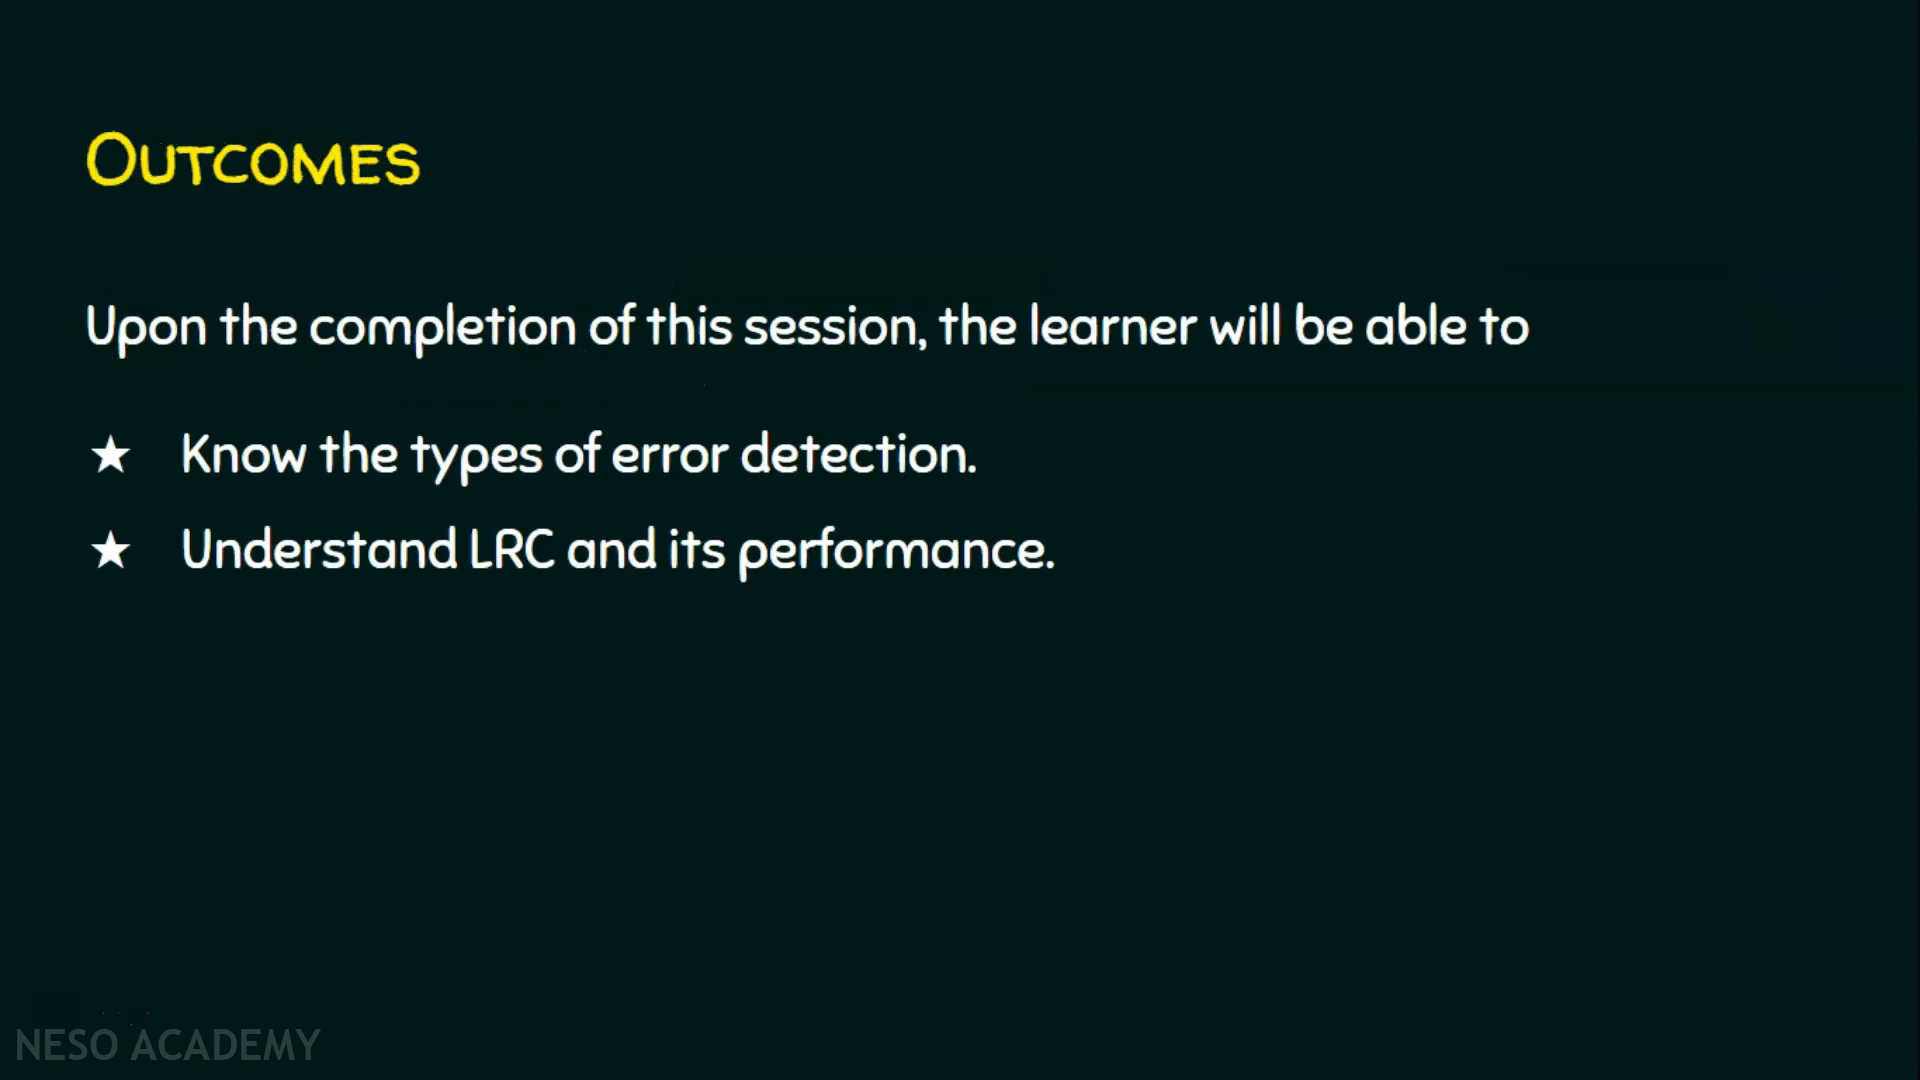 OUTCOMES
Upon the completion of this session, the learner will be able to
★ Know the types of error detection.
★ Understand LRC and its performance.
NESO ACADEMY